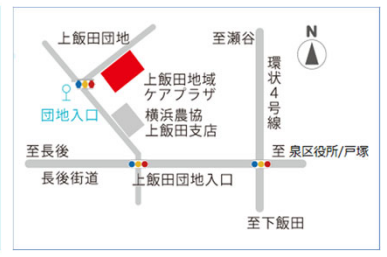 上飯田団地
至瀬谷
N
環状4号線
上飯田地域
ケアプラザ
団地入口
横浜農協
上飯田支店
至長後
至 泉区役所/戸塚
長後街道
上飯田団地入口
至下飯田